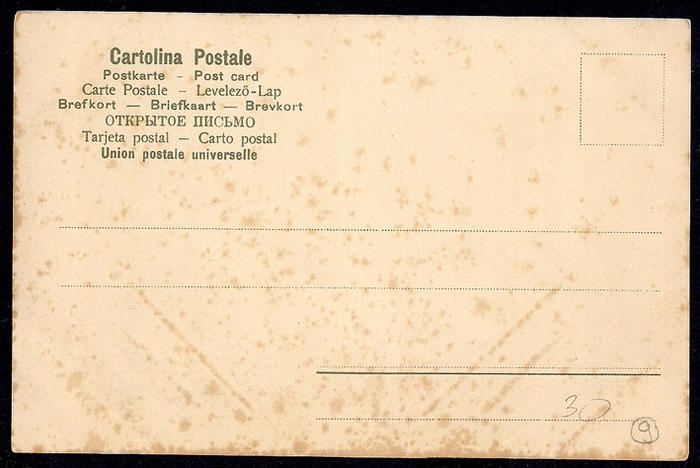 Cartolina Postale
Postkarte – Post card
Carte Postale – Levelező-Lap
Brefkort — Briefkaart — Brevkort
ОТКРЫТОЕ ПИСЬМО
Tarjeta postal — Carto postal
Union postale universelle
30
9